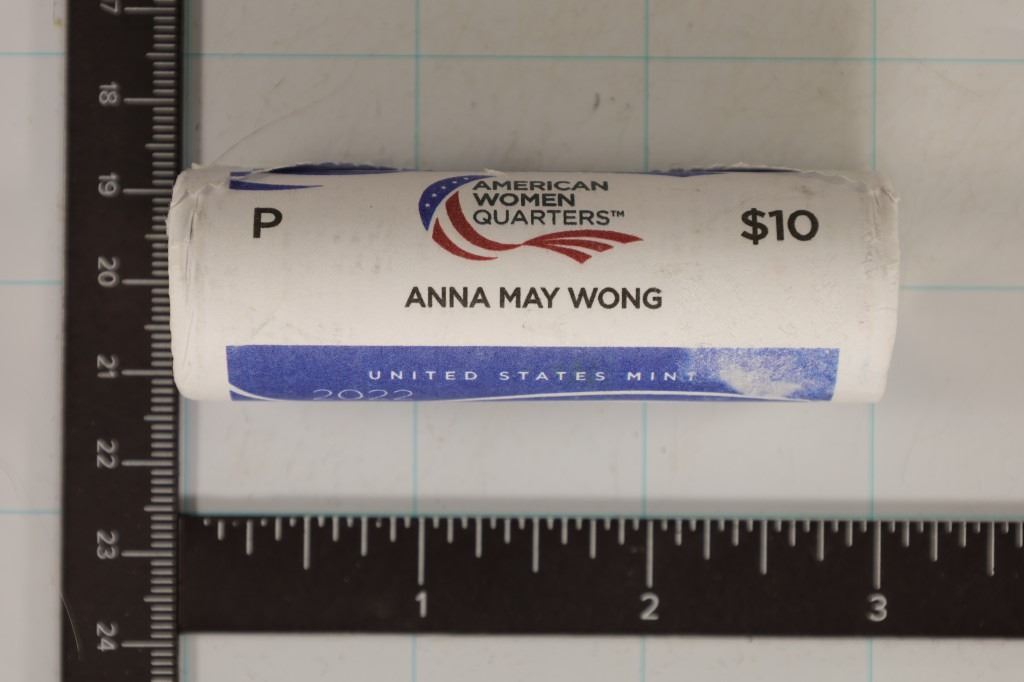 P
AMERICAN
WOMEN
QUARTERS™
$10
ANNA MAY WONG
UNITED STATES MINT
2022
17
18
19
20
21
22
23
24
1
2
3